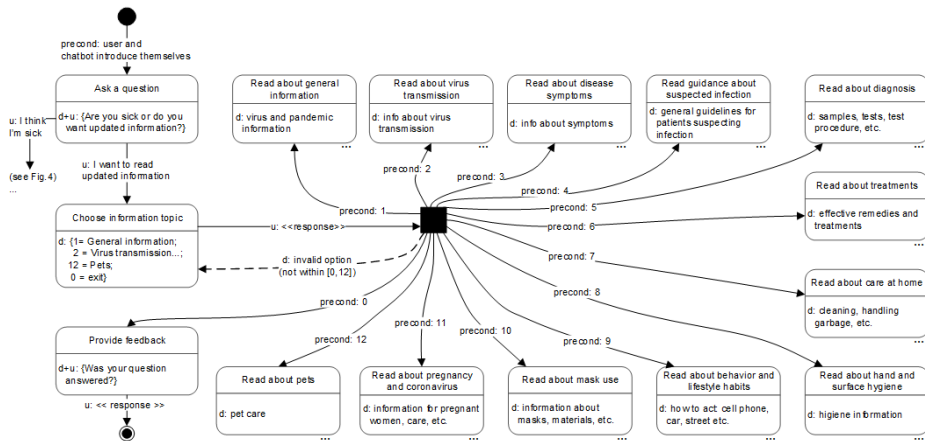 precond: user and
chatbot introduce themselves
Ask a question
d+u: {Are you sick or do you
want updated information?}
u: I think
I'm sick
(see Fig.4)
...
u: I want to read
updated information
Choose information topic
d: {1= General information;
2 = Virus transmission...;
12 = Pets;
0 = exit}
u: <<response>>
d: invalid option
(not within [0,12])
precond: 0
Provide feedback
d+u: {Was your question
answered?}
u: << response >>
precond: 1
Read about general
information
d: virus and pandemic
information
...
precond: 2
Read about virus
transmission
d: info about virus
transmission
...
precond: 3
Read about disease
symptoms
d: info about symptoms
...
precond: 4
Read guidance about
suspected infection
d: general guidelines for
patients suspecting
infection
...
precond: 5
Read about diagnosis
d: samples, tests, test
procedure, etc.
...
precond: 6
Read about treatments
d: effective remedies and
treatments
...
precond: 7
Read about care at home
d: cleaning, handling
garbage, etc.
...
precond: 8
Read about hand and
surface hygiene
d: higiene information
...
precond: 9
Read about behavior and
lifestyle habits
d: how to act: cell phone,
car, street etc.
...
precond: 10
Read about mask use
d: information about
masks, materials, etc.
...
precond: 11
Read about pregnancy
and coronavirus
d: information for pregnant
women, care, etc.
...
precond: 12
Read about pets
d: pet care
...